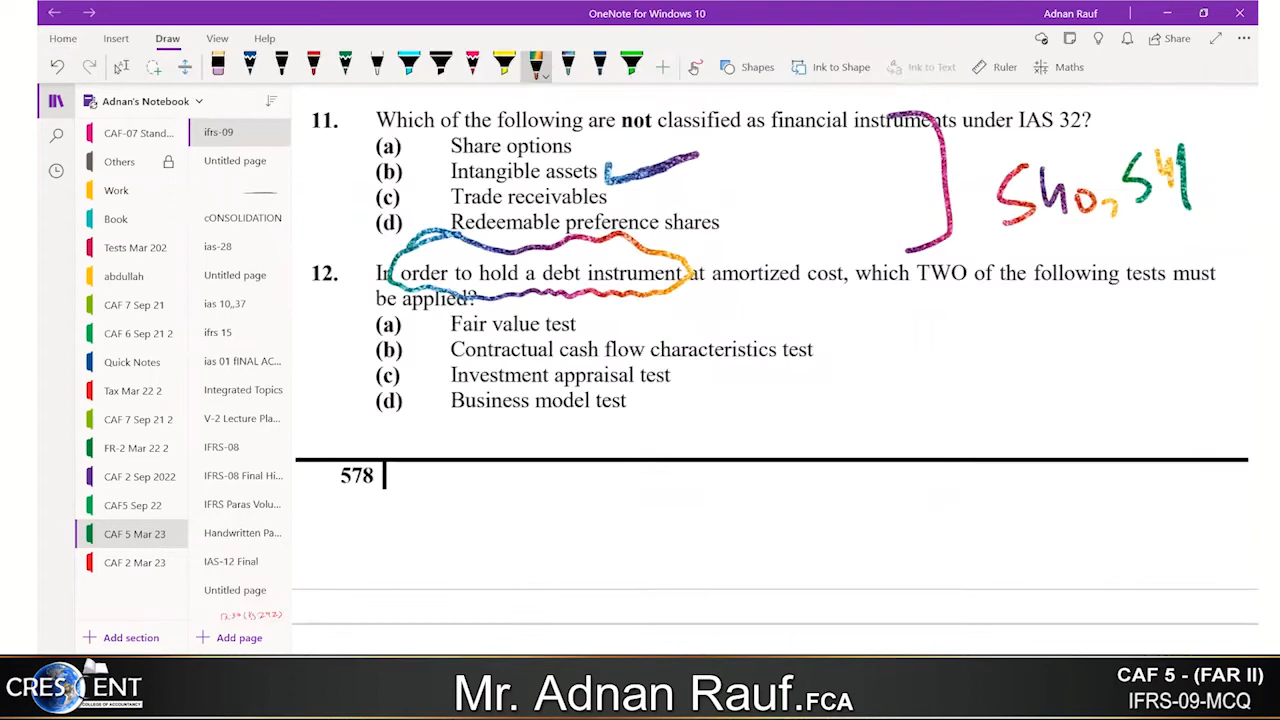 OneNote for Windows 10
Adnan Rauf
Home Insert Draw View Help
Share
Shapes Ink to Shape Ink to Text Ruler Maths
Adnan's Notebook
CAF-07 Stand...
Others
Work
Book
Tests Mar 202
abdullah
CAF 7 Sep 21
CAF 6 Sep 21 2
Quick Notes
Tax Mar 22 2
CAF 7 Sep 21 2
FR-2 Mar 22 2
CAF 2 Sep 2022
CAF5 Sep 22
CAF 5 Mar 23
CAF 2 Mar 23
Add section
ifrs-09
Untitled page
cONSOLIDATION
ias-28
Untitled page
ias 10,,37
ifrs 15
ias 01 fINAL AC...
Integrated Topics
V-2 Lecture Pla...
IFRS-08
IFRS-08 Final Hi...
IFRS Paras Volu...
Handwritten Pa...
IAS-12 Final
Untitled page
Add page
11. Which of the following are not classified as financial instruments under IAS 32?
(a) Share options
(b) Intangible assets
(c) Trade receivables
(d) Redeemable preference shares
540, 541
12. In order to hold a debt instrument at amortized cost, which TWO of the following tests must
be applied?
(a) Fair value test
(b) Contractual cash flow characteristics test
(c) Investment appraisal test
(d) Business model test
578
CRESCENT
COLLEGE OF ACCOUNTANCY
Mr. Adnan Rauf.FCA
CAF 5 - (FAR II)
IFRS-09-MCQ